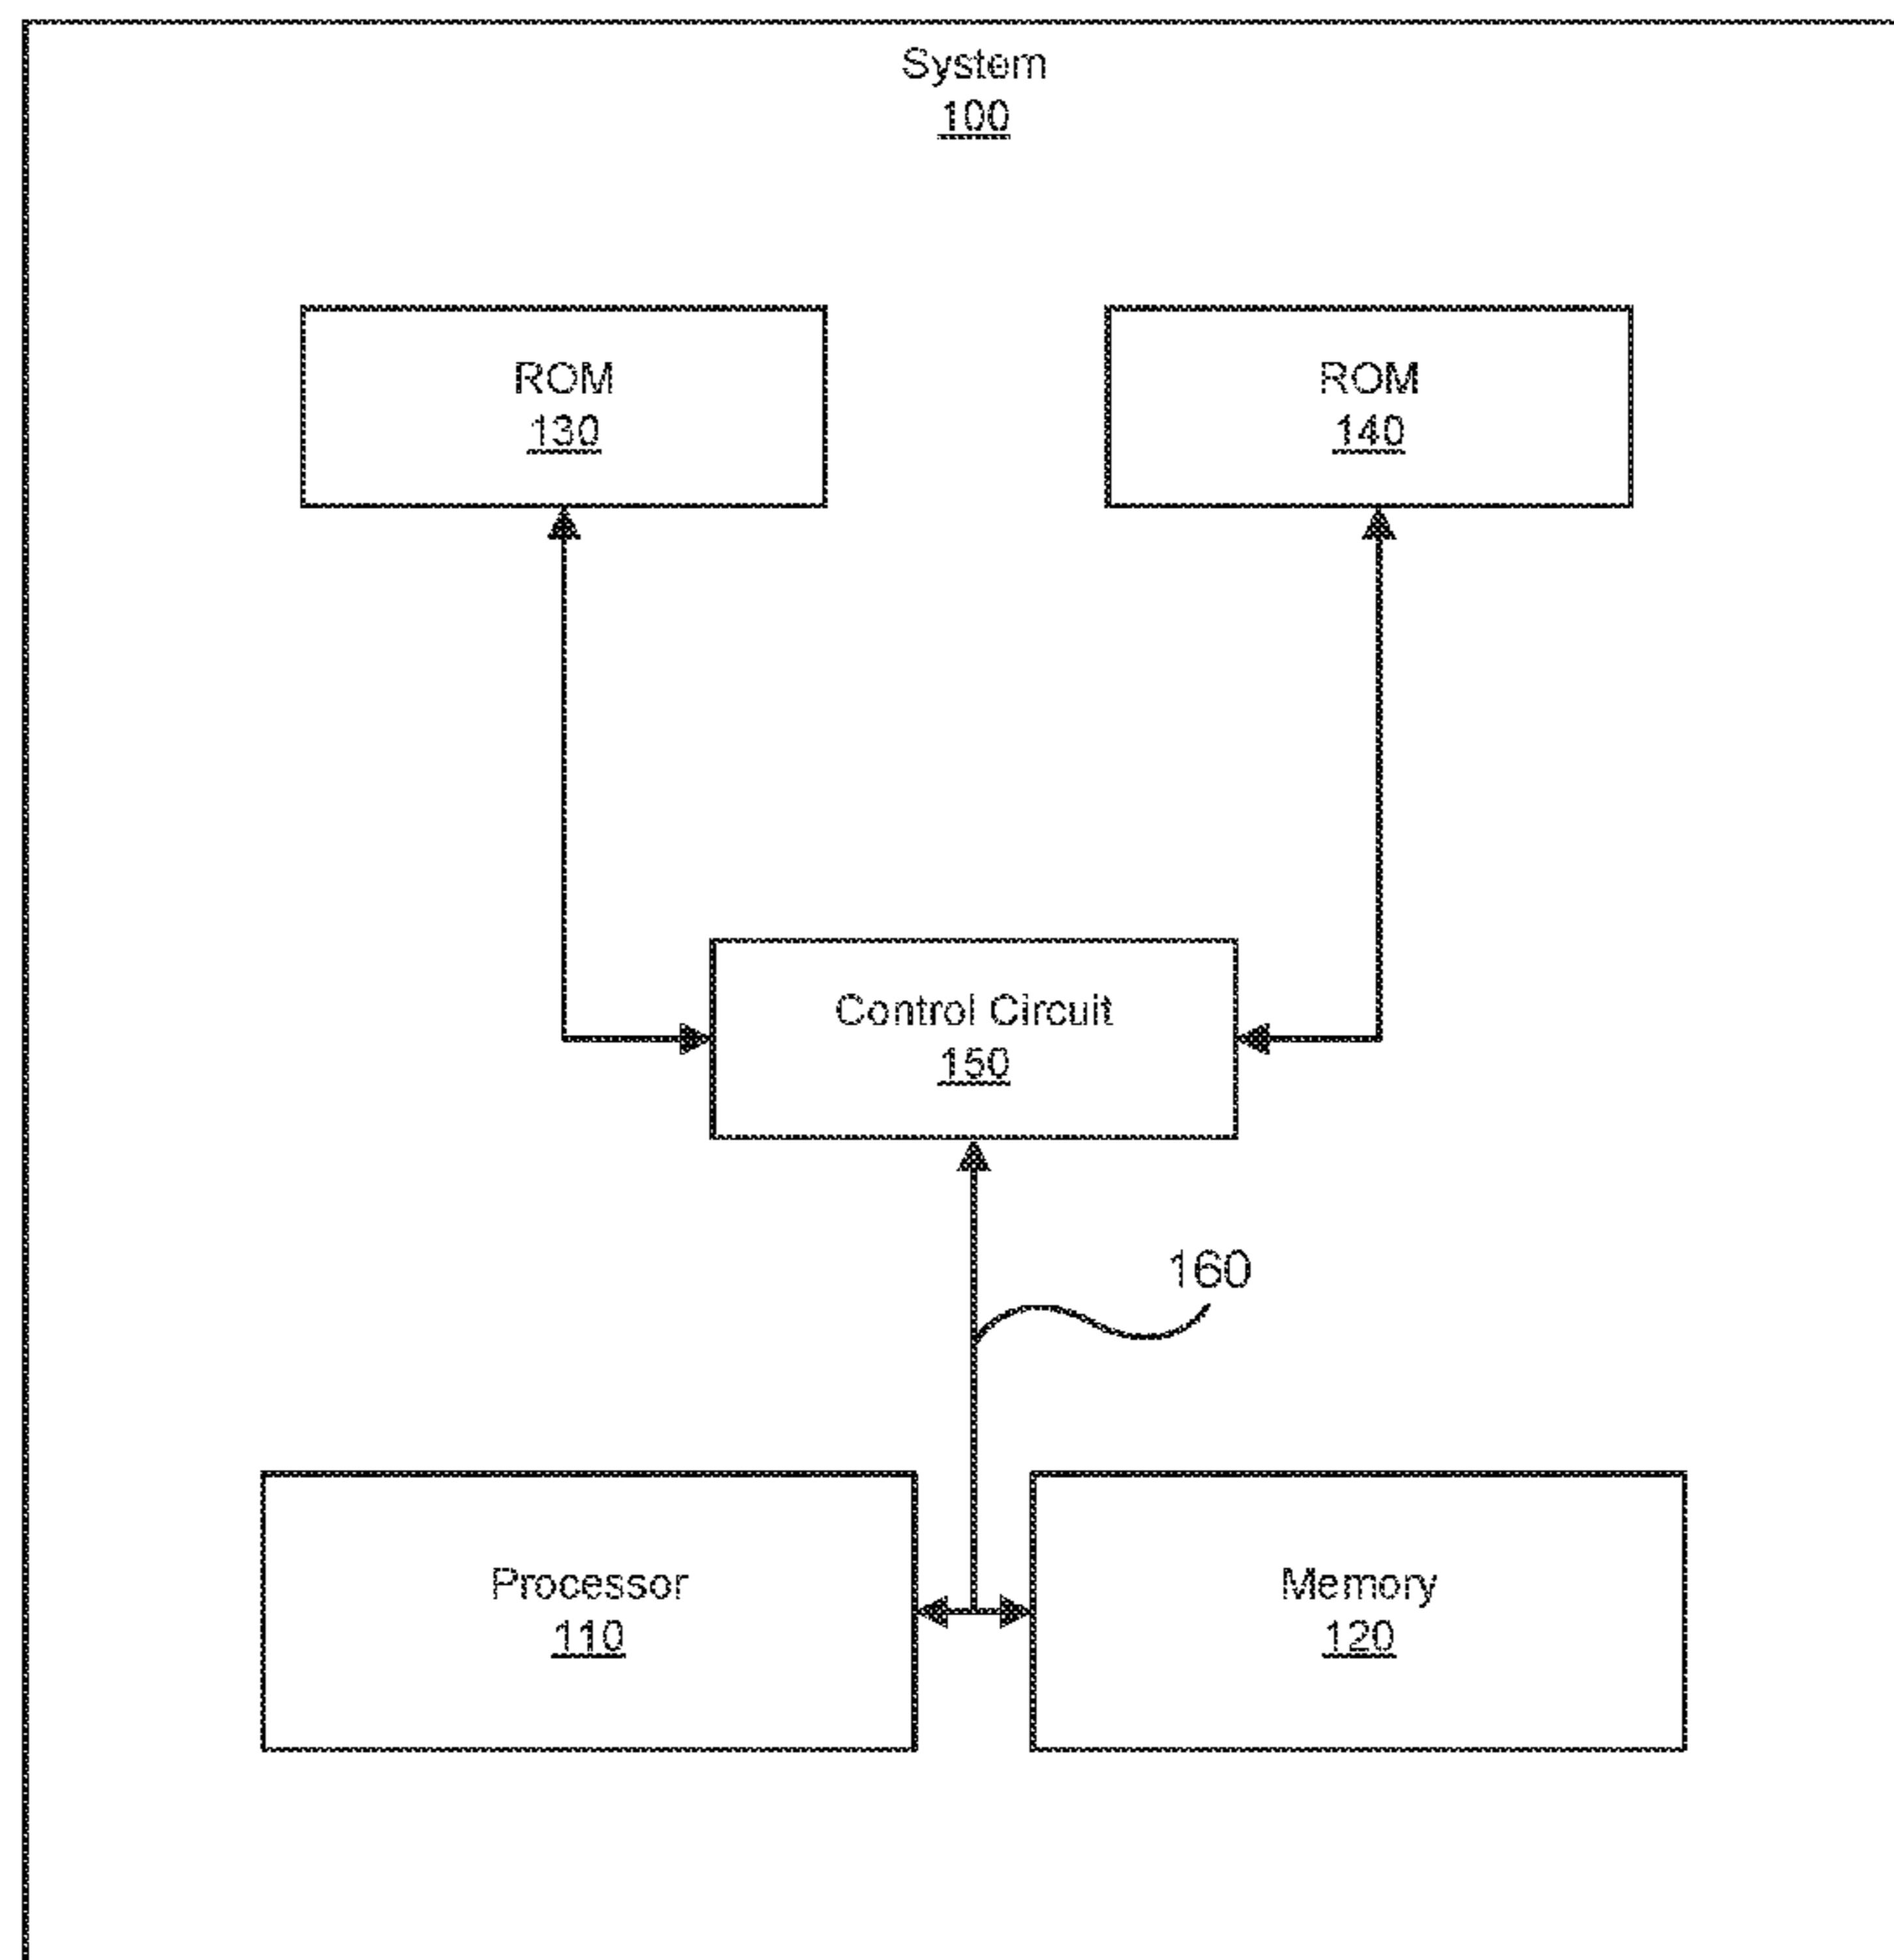 System
100
ROM
130
ROM
140
Control Circuit
150
160
Processor
110
Memory
120